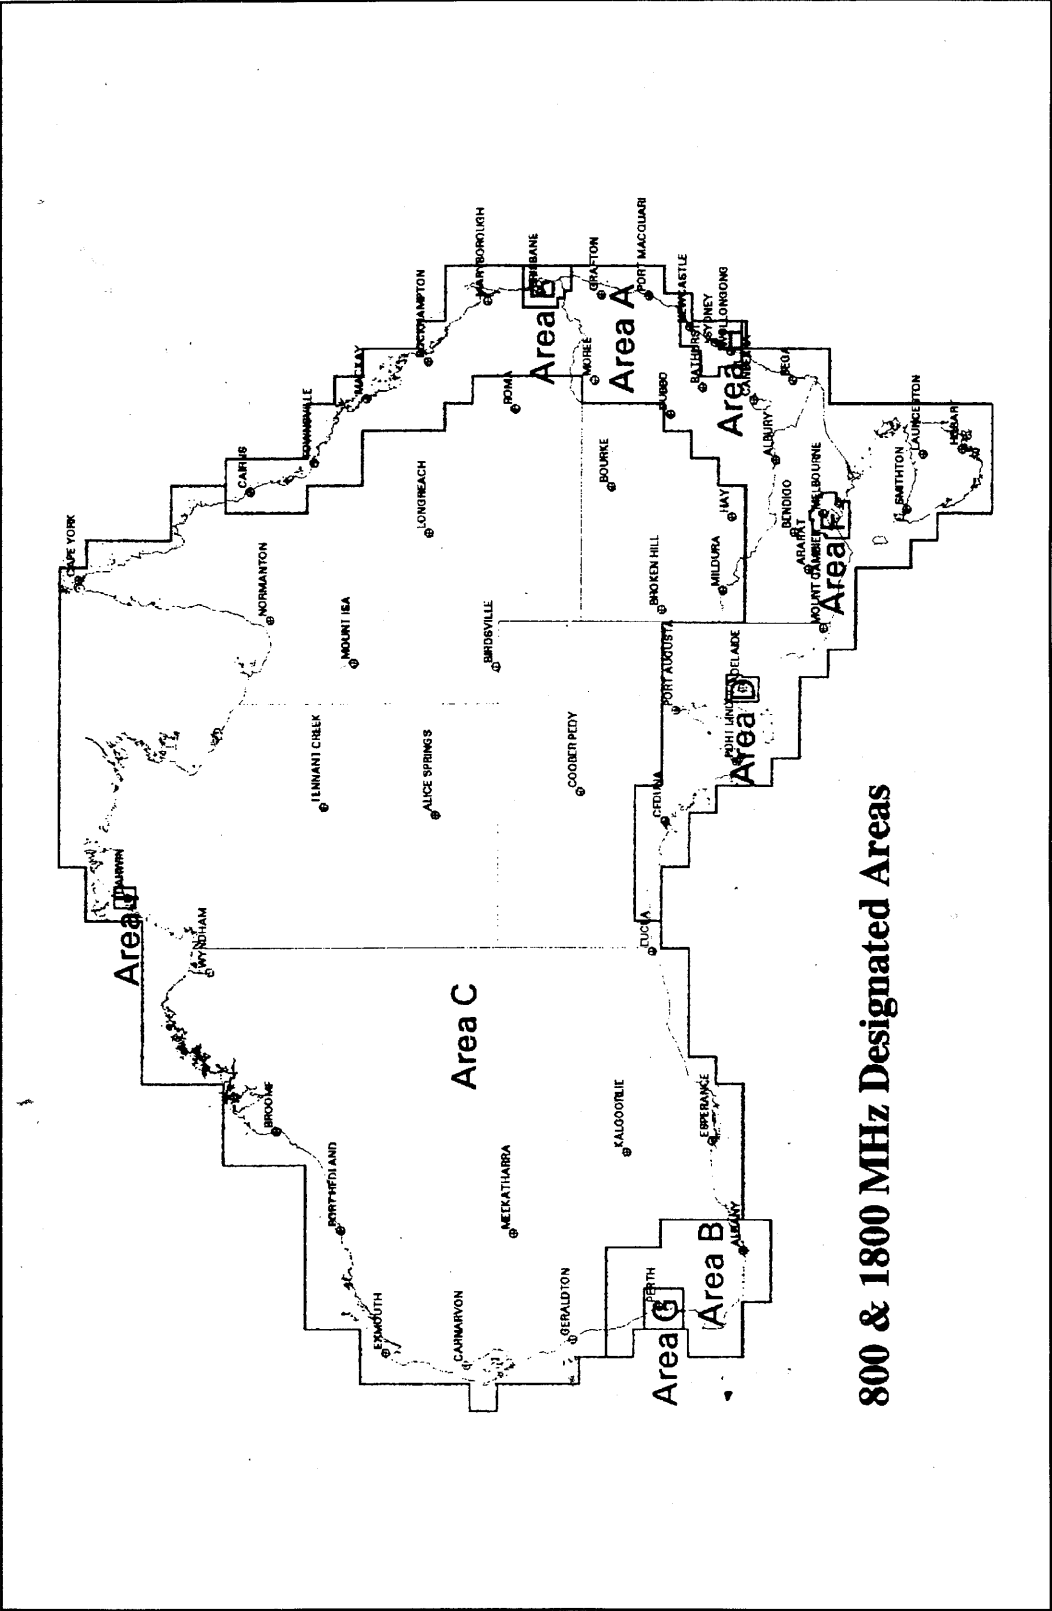 CAPE YORK
CAIRNS
TOWNSVILLE
MACKAY
ROCKHAMPTON
MARYBOROUGH
BRISBANE
GRAFTON
PORT MACQUARI
NEWCASTLE
SYDNEY
WOLLONGONG
BATHURST
CANBERRA
BEGA
MOREE
ROMA
DUBBO
ALBURY
LAUNCENTON
HOBART
SMITHTON
MELBOURNE
BENDIGO
ARARAT
MOUNT GAMBIER
HAY
BOURKE
LONGREACH
NORMANTON
MOUNT ISA
BIRDSVILLE
BROKEN HILL
MILDURA
PORT AUGUSTA
ADELAIDE
PORT LINCOLN
TENNANT CREEK
ALICE SPRINGS
COOBER PEDY
CEDUNA
DARWIN
WYNDHAM
EUCLA
BROOME
KALGOORLIE
ESPERANCE
PORT HEDLAND
MEEKATHARRA
ALBANY
EXMOUTH
CARNARVON
GERALDTON
PERTH
Area
Area A
Area
Area F
Area D
Area
Area C
Area B
Area G
800 & 1800 MHz Designated Areas